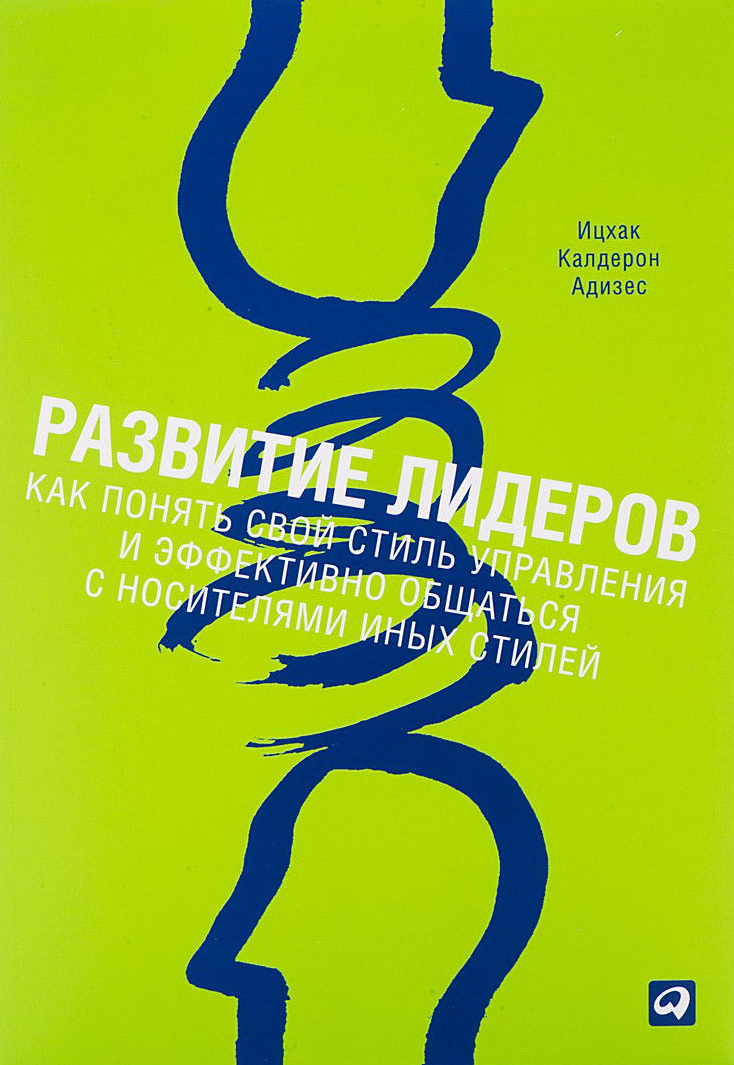 Ицхак
Калдерон
Адизес
РАЗВИТИЕ ЛИДЕРОВ
КАК ПОНЯТЬ СВОЙ СТИЛЬ УПРАВЛЕНИЯ
И ЭФФЕКТИВНО ОБЩАТЬСЯ
С НОСИТЕЛЯМИ ИНЫХ СТИЛЕЙ